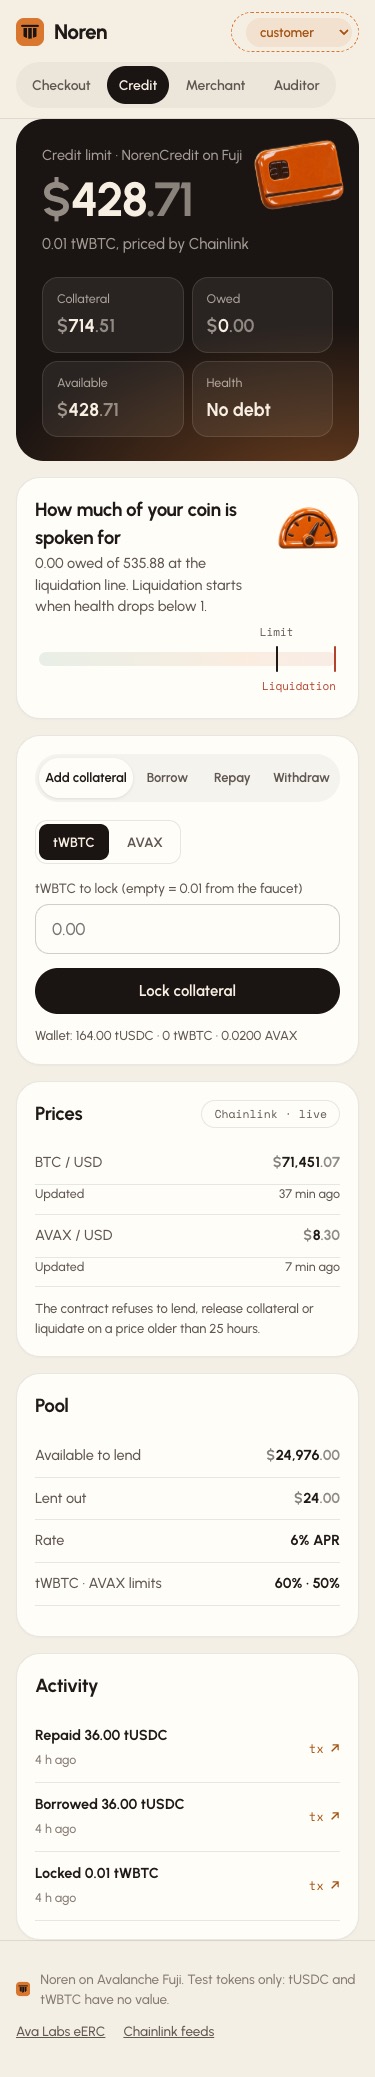 Noren
customer
Checkout
Credit
Merchant
Auditor
Credit limit · NorenCredit on Fuji
$428.71
0.01 tWBTC, priced by Chainlink
Collateral
$714.51
Owed
$0.00
Available
$428.71
Health
No debt
How much of your coin is
spoken for
0.00 owed of 535.88 at the
liquidation line. Liquidation starts
when health drops below 1.
Limit
Liquidation
Add collateral
Borrow
Repay
Withdraw
tWBTC
AVAX
tWBTC to lock (empty = 0.01 from the faucet)
0.00
Lock collateral
Wallet: 164.00 tUSDC · 0 tWBTC · 0.0200 AVAX
Prices
Chainlink · live
BTC / USD
$71,451.07
Updated
37 min ago
AVAX / USD
$8.30
Updated
7 min ago
The contract refuses to lend, release collateral or
liquidate on a price older than 25 hours.
Pool
Available to lend
$24,976.00
Lent out
$24.00
Rate
6% APR
tWBTC · AVAX limits
60% · 50%
Activity
Repaid 36.00 tUSDC
4 h ago
tx ↗
Borrowed 36.00 tUSDC
4 h ago
tx ↗
Locked 0.01 tWBTC
4 h ago
tx ↗
Noren on Avalanche Fuji. Test tokens only: tUSDC and
tWBTC have no value.
Ava Labs eERC
Chainlink feeds